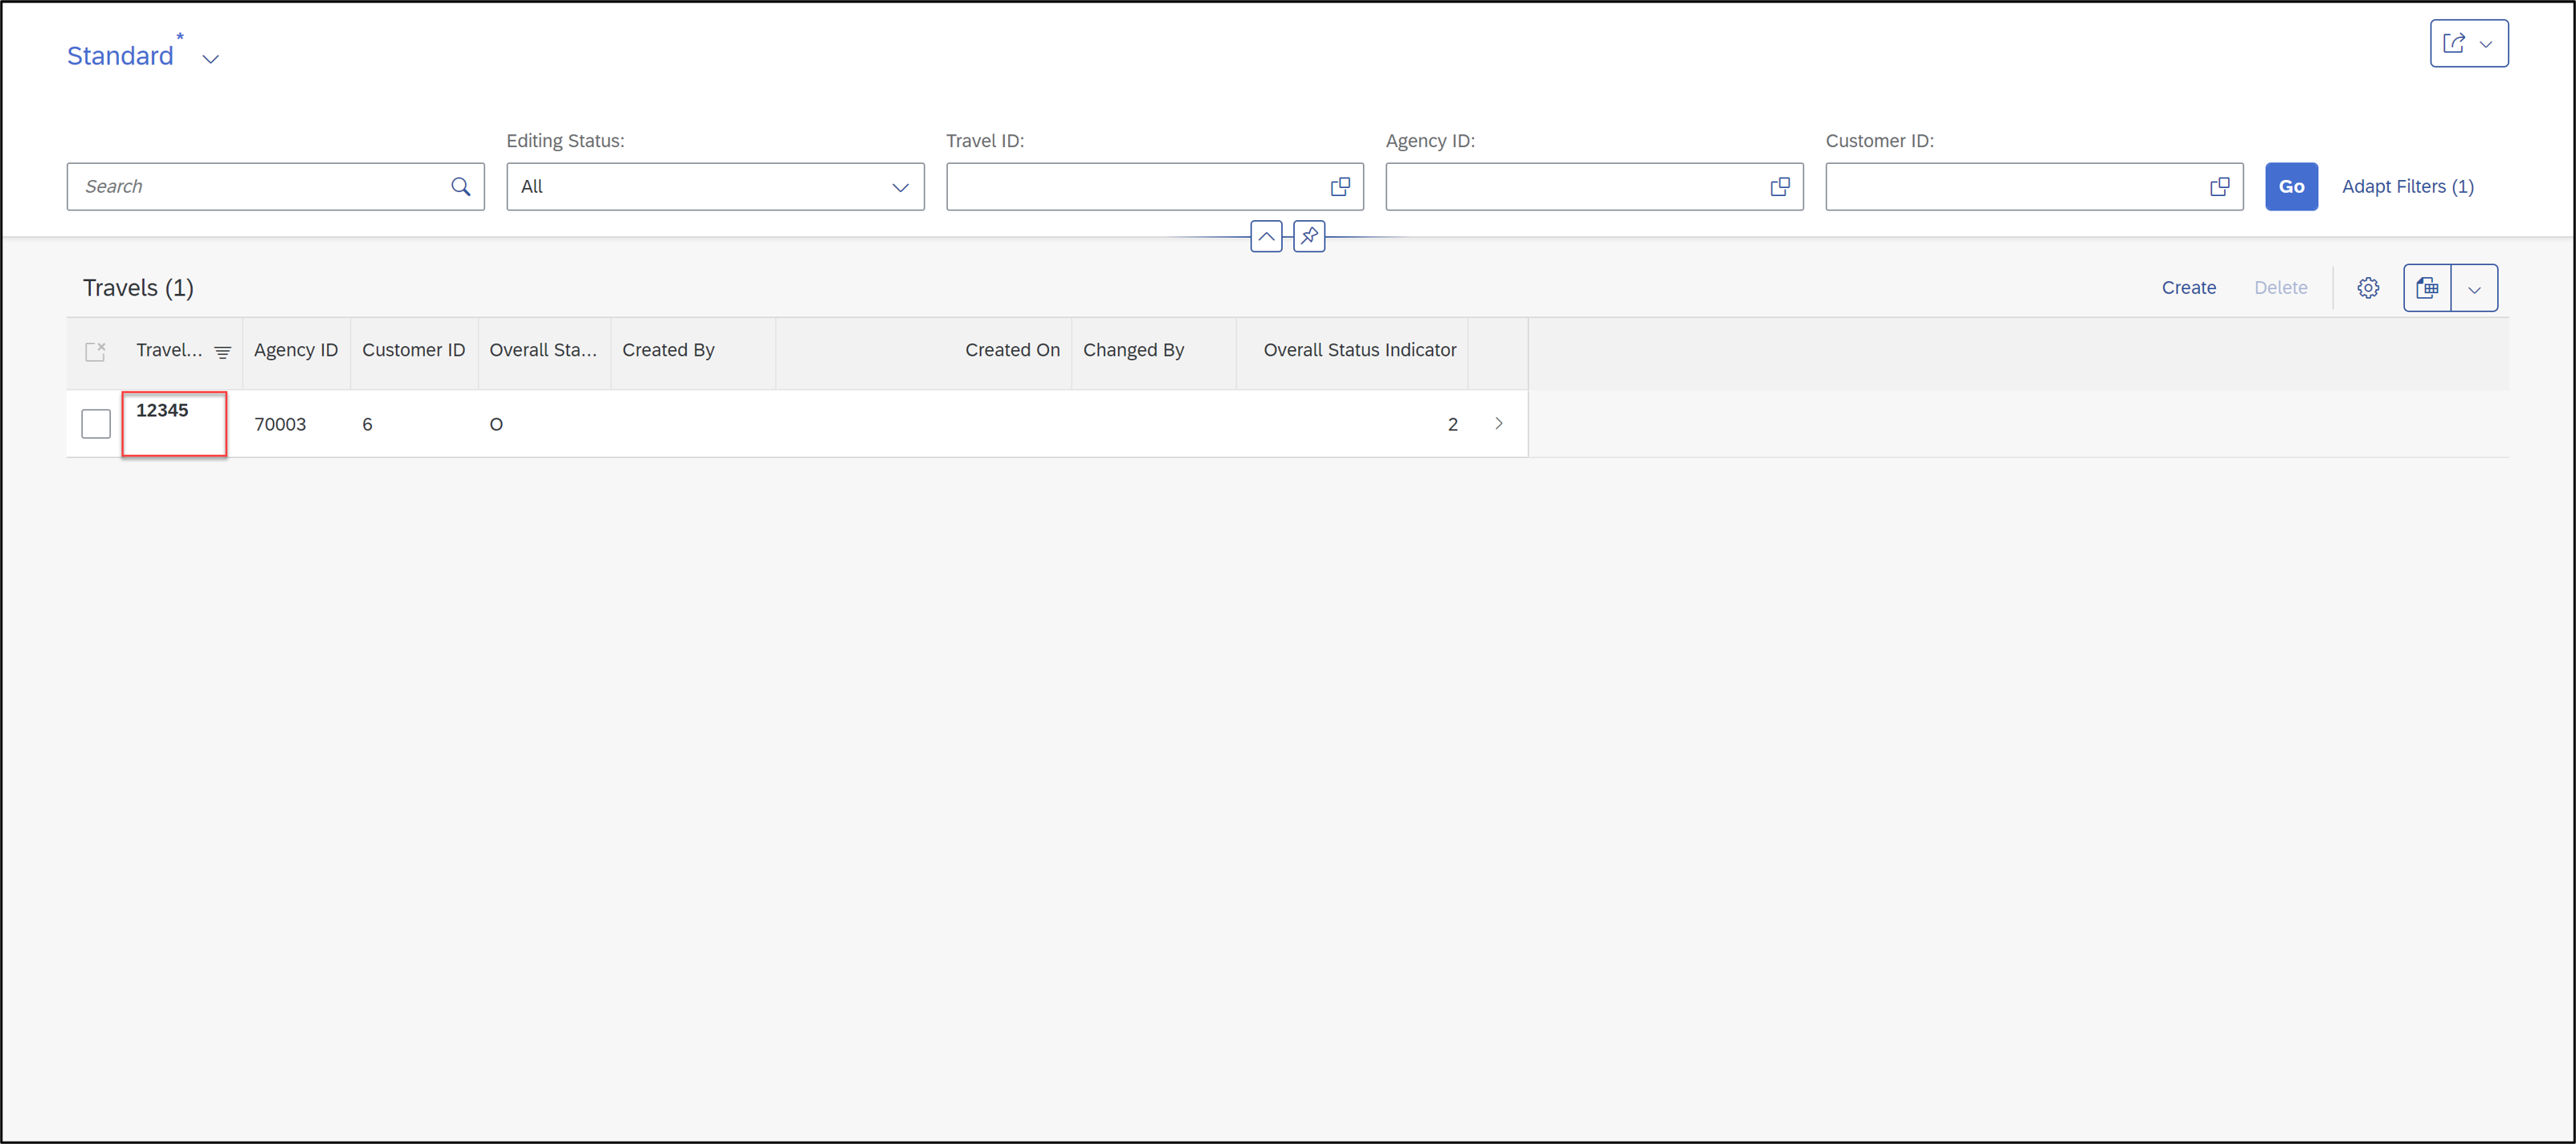 Standard *
Editing Status: Travel ID: Agency ID: Customer ID:
Search All Go Adapt Filters (1)
Travels (1) Create Delete
Travel... Agency ID Customer ID Overall Sta... Created By Created On Changed By Overall Status Indicator
12345 70003 6 O 2